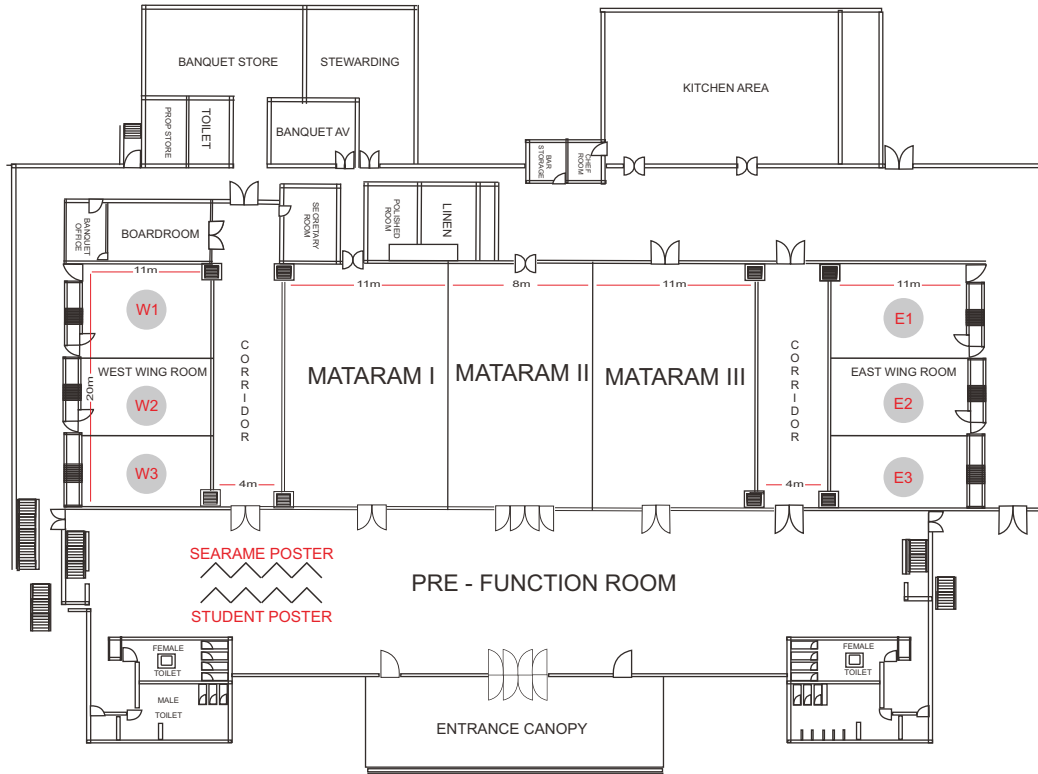 BANQUET STORE
STEWARDING
KITCHEN AREA
PROP STORE
TOILET
BANQUET AV
BAR
STORAGE
CHEF
ROOM
BANQUET
OFFICE
BOARDROOM
SECRETARY
ROOM
POLISHED
ROOM
LINEN
11m
11m
8m
11m
11m
W1
E1
20m
WEST WING ROOM
CORRIDOR
MATARAM I
MATARAM II
MATARAM III
CORRIDOR
EAST WING ROOM
W2
E2
W3
E3
4m
4m
SEARAME POSTER
PRE - FUNCTION ROOM
STUDENT POSTER
FEMALE
TOILET
FEMALE
TOILET
MALE
TOILET
ENTRANCE CANOPY